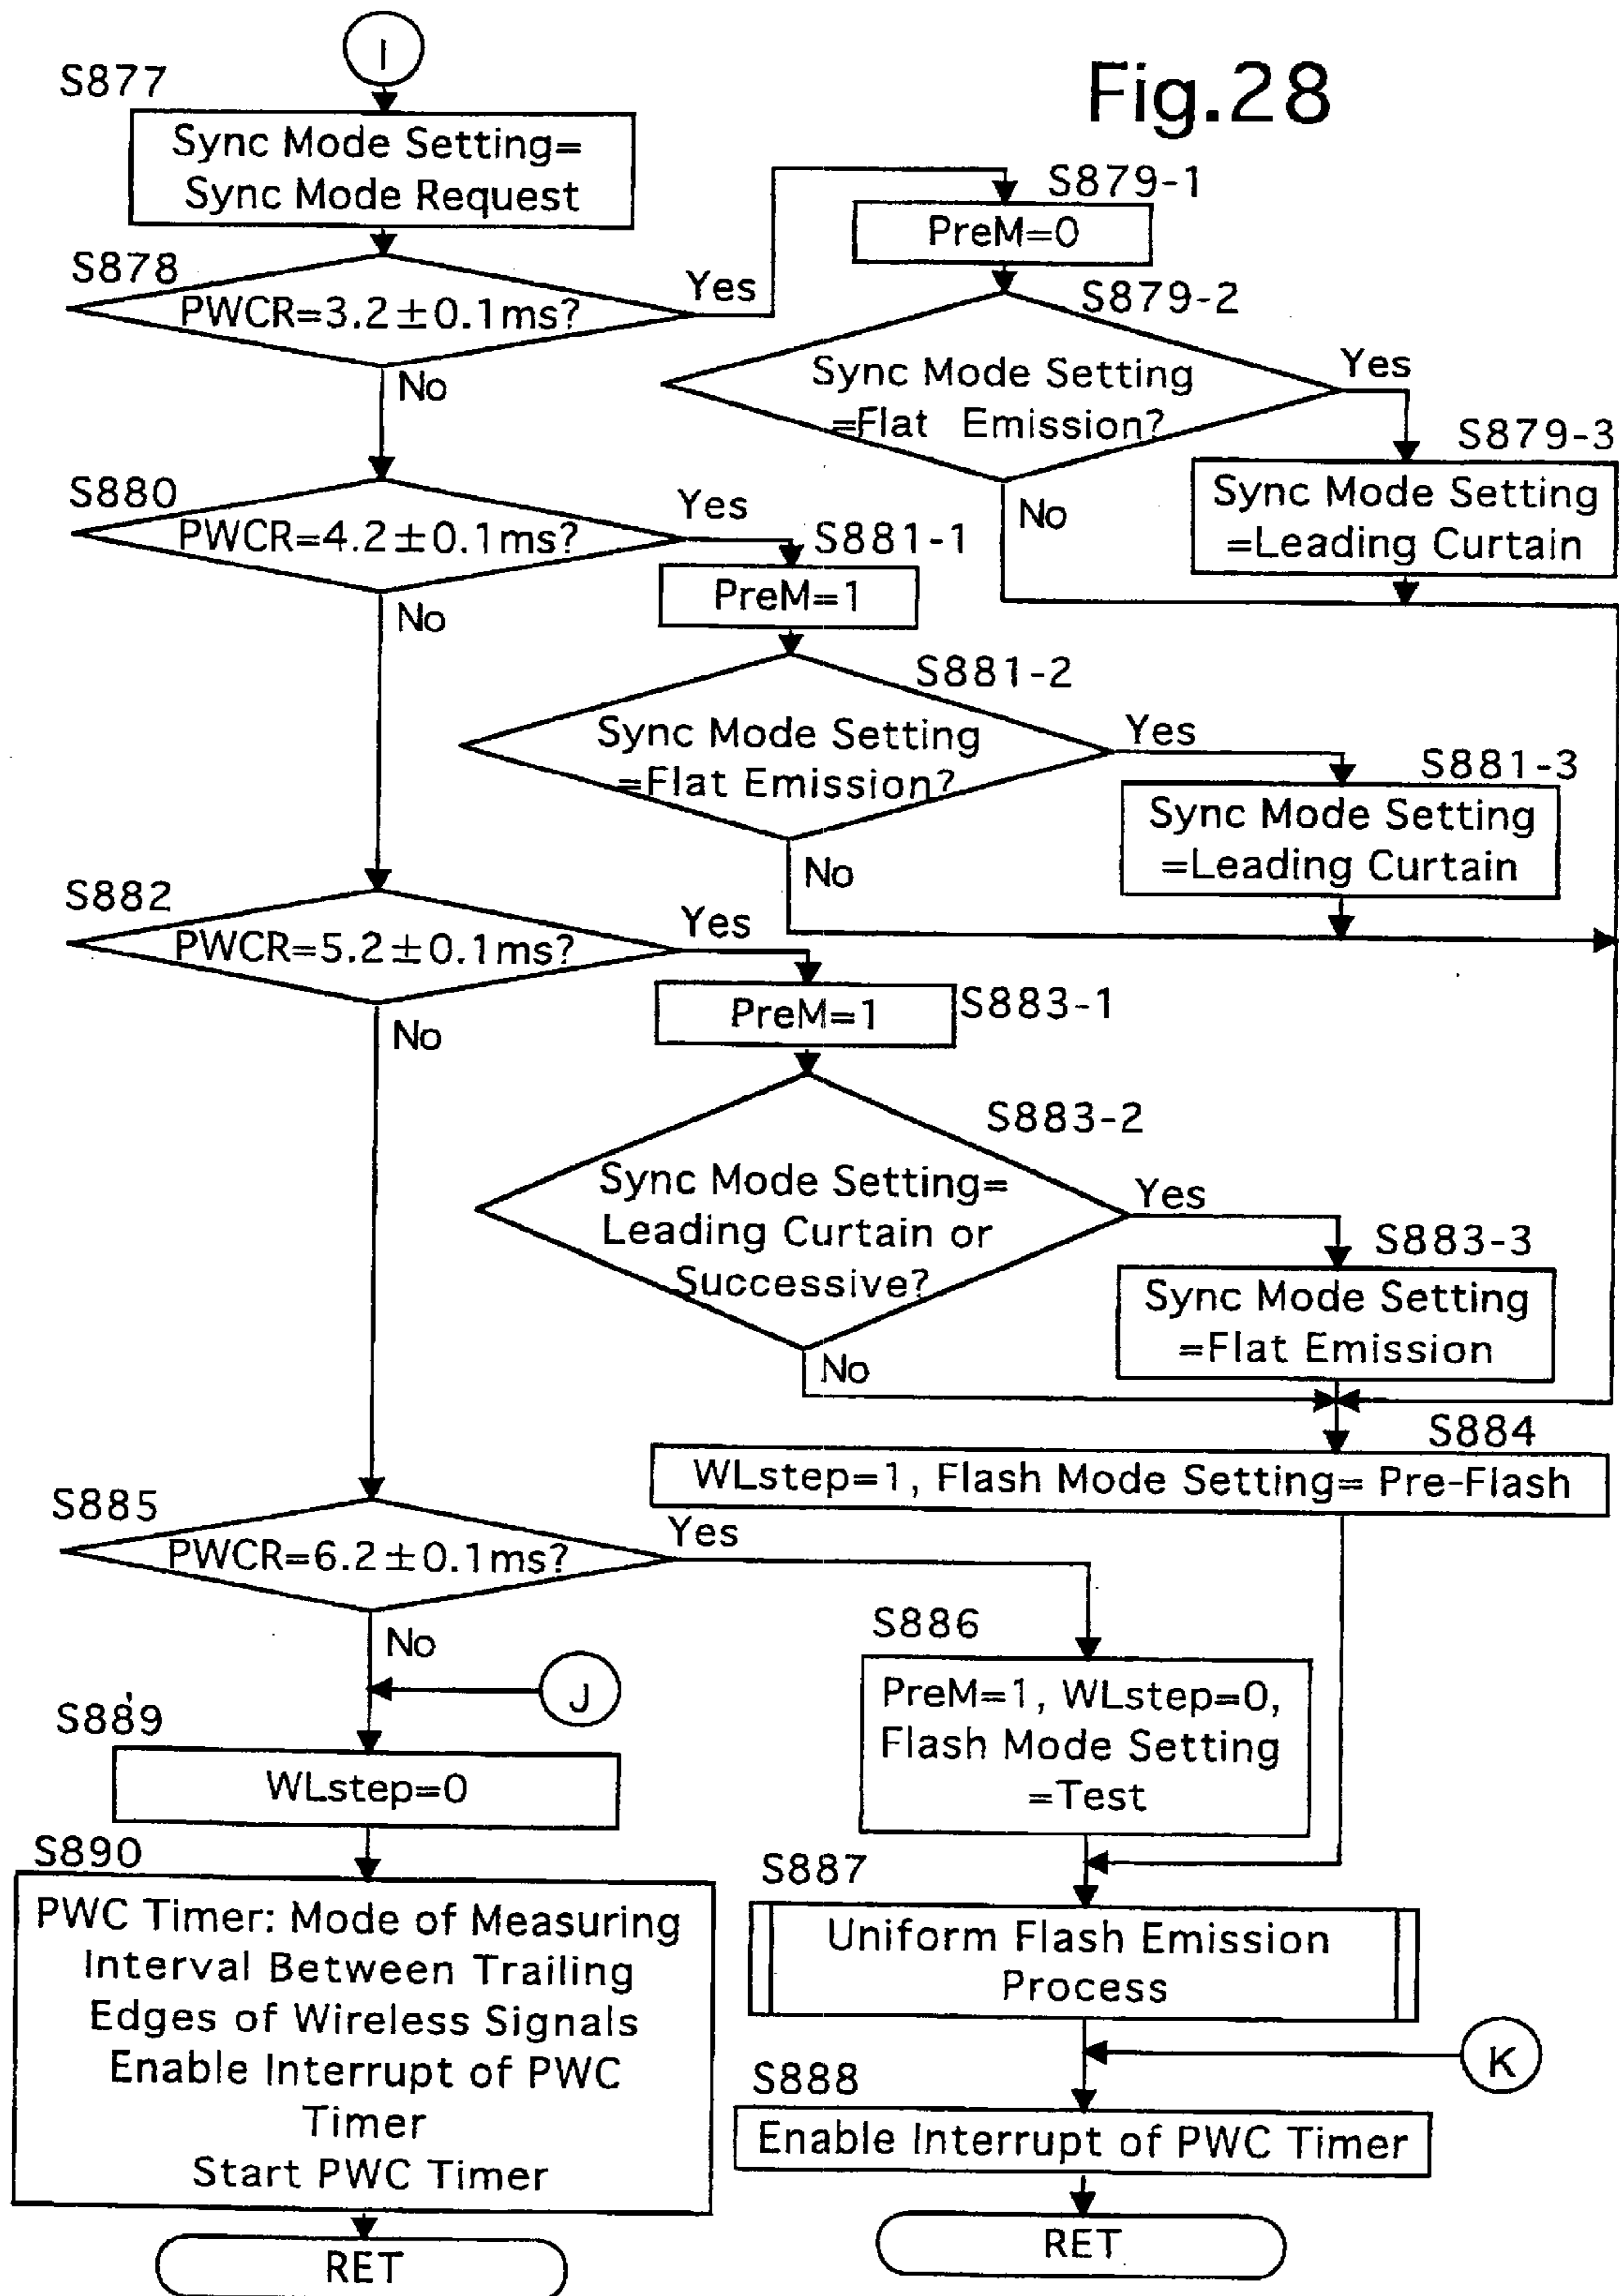 Fig.28
I
S877
Sync Mode Setting=
Sync Mode Request
S878
PWCR=3.2±0.1ms?
Yes
No
S879-1
PreM=0
S879-2
Sync Mode Setting
=Flat Emission?
Yes
No
S879-3
Sync Mode Setting
=Leading Curtain
S880
PWCR=4.2±0.1ms?
Yes
No
S881-1
PreM=1
S881-2
Sync Mode Setting
=Flat Emission?
Yes
No
S881-3
Sync Mode Setting
=Leading Curtain
S882
PWCR=5.2±0.1ms?
Yes
No
S883-1
PreM=1
S883-2
Sync Mode Setting=
Leading Curtain or
Successive?
Yes
No
S883-3
Sync Mode Setting
=Flat Emission
S884
WLstep=1, Flash Mode Setting= Pre-Flash
S885
PWCR=6.2±0.1ms?
Yes
No
S886
PreM=1, WLstep=0,
Flash Mode Setting
=Test
J
S889
WLstep=0
S887
Uniform Flash Emission
Process
K
S890
PWC Timer: Mode of Measuring
Interval Between Trailing
Edges of Wireless Signals
Enable Interrupt of PWC
Timer
Start PWC Timer
RET
S888
Enable Interrupt of PWC Timer
RET